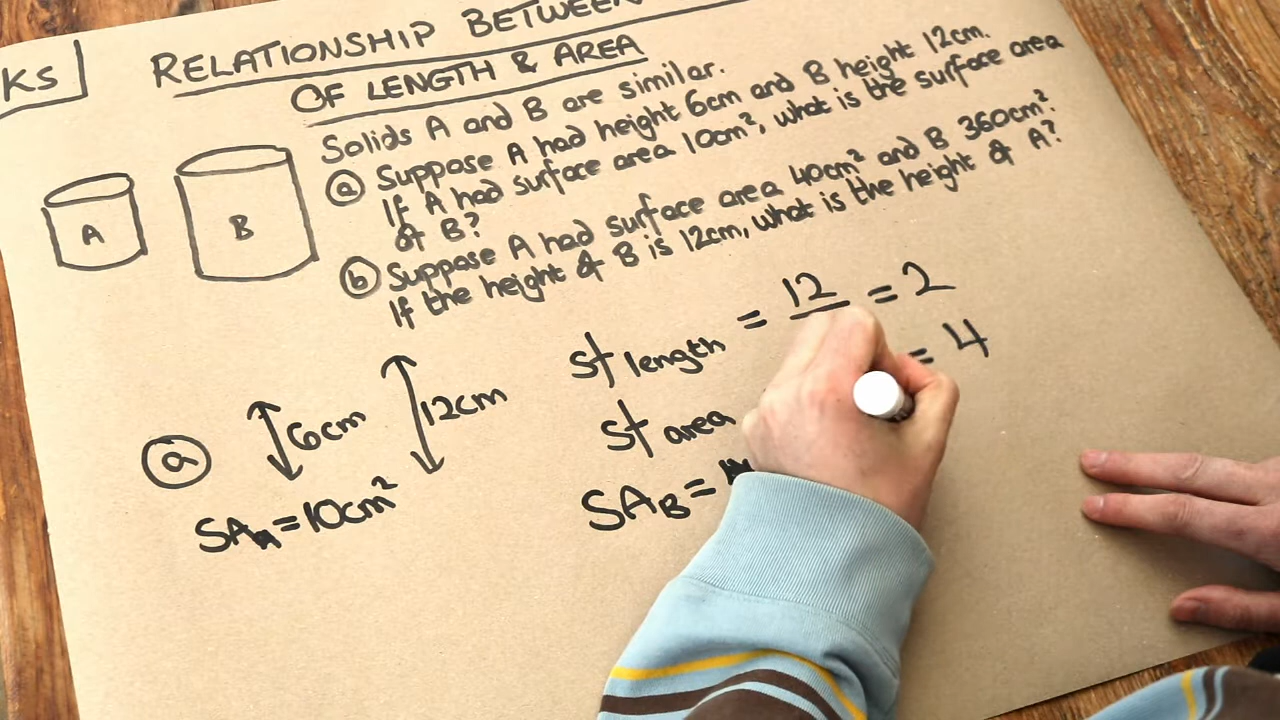 Ks
RELATIONSHIP BETWEEN
OF LENGTH & AREA
Solids A and B are similar.
a Suppose A had height 6cm and B height 12cm.
If A had surface area 10cm², what is the surface area
of B?
b Suppose A had surface area 40cm² and B 360cm².
If the height of B is 12cm, what is the height of A?
A
B
a
6cm
12cm
SA_A=10cm²
sf length = 12 = 2
sf area = 4
SA_B=